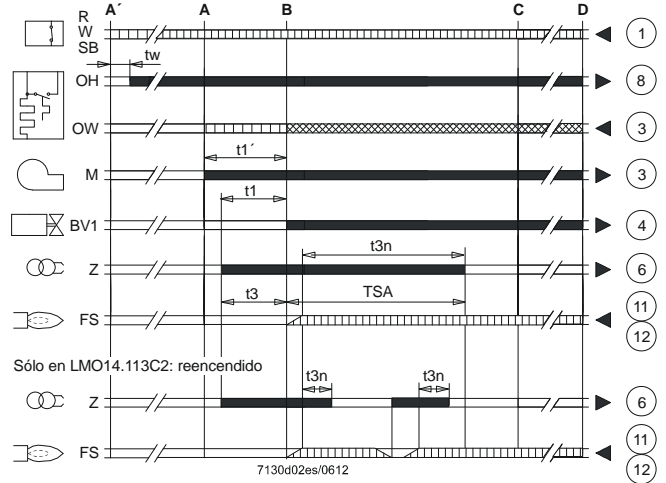 A´ A B C D
R
W 1
SB
tw
OH 8
OW 3
t1´
M 3
t1
BV1 4
t3n
Z 6
t3 TSA
FS 11
12
Sólo en LMO14.113C2: reencendido
t3n t3n
Z 6
FS 11
12
7130d02es/0612